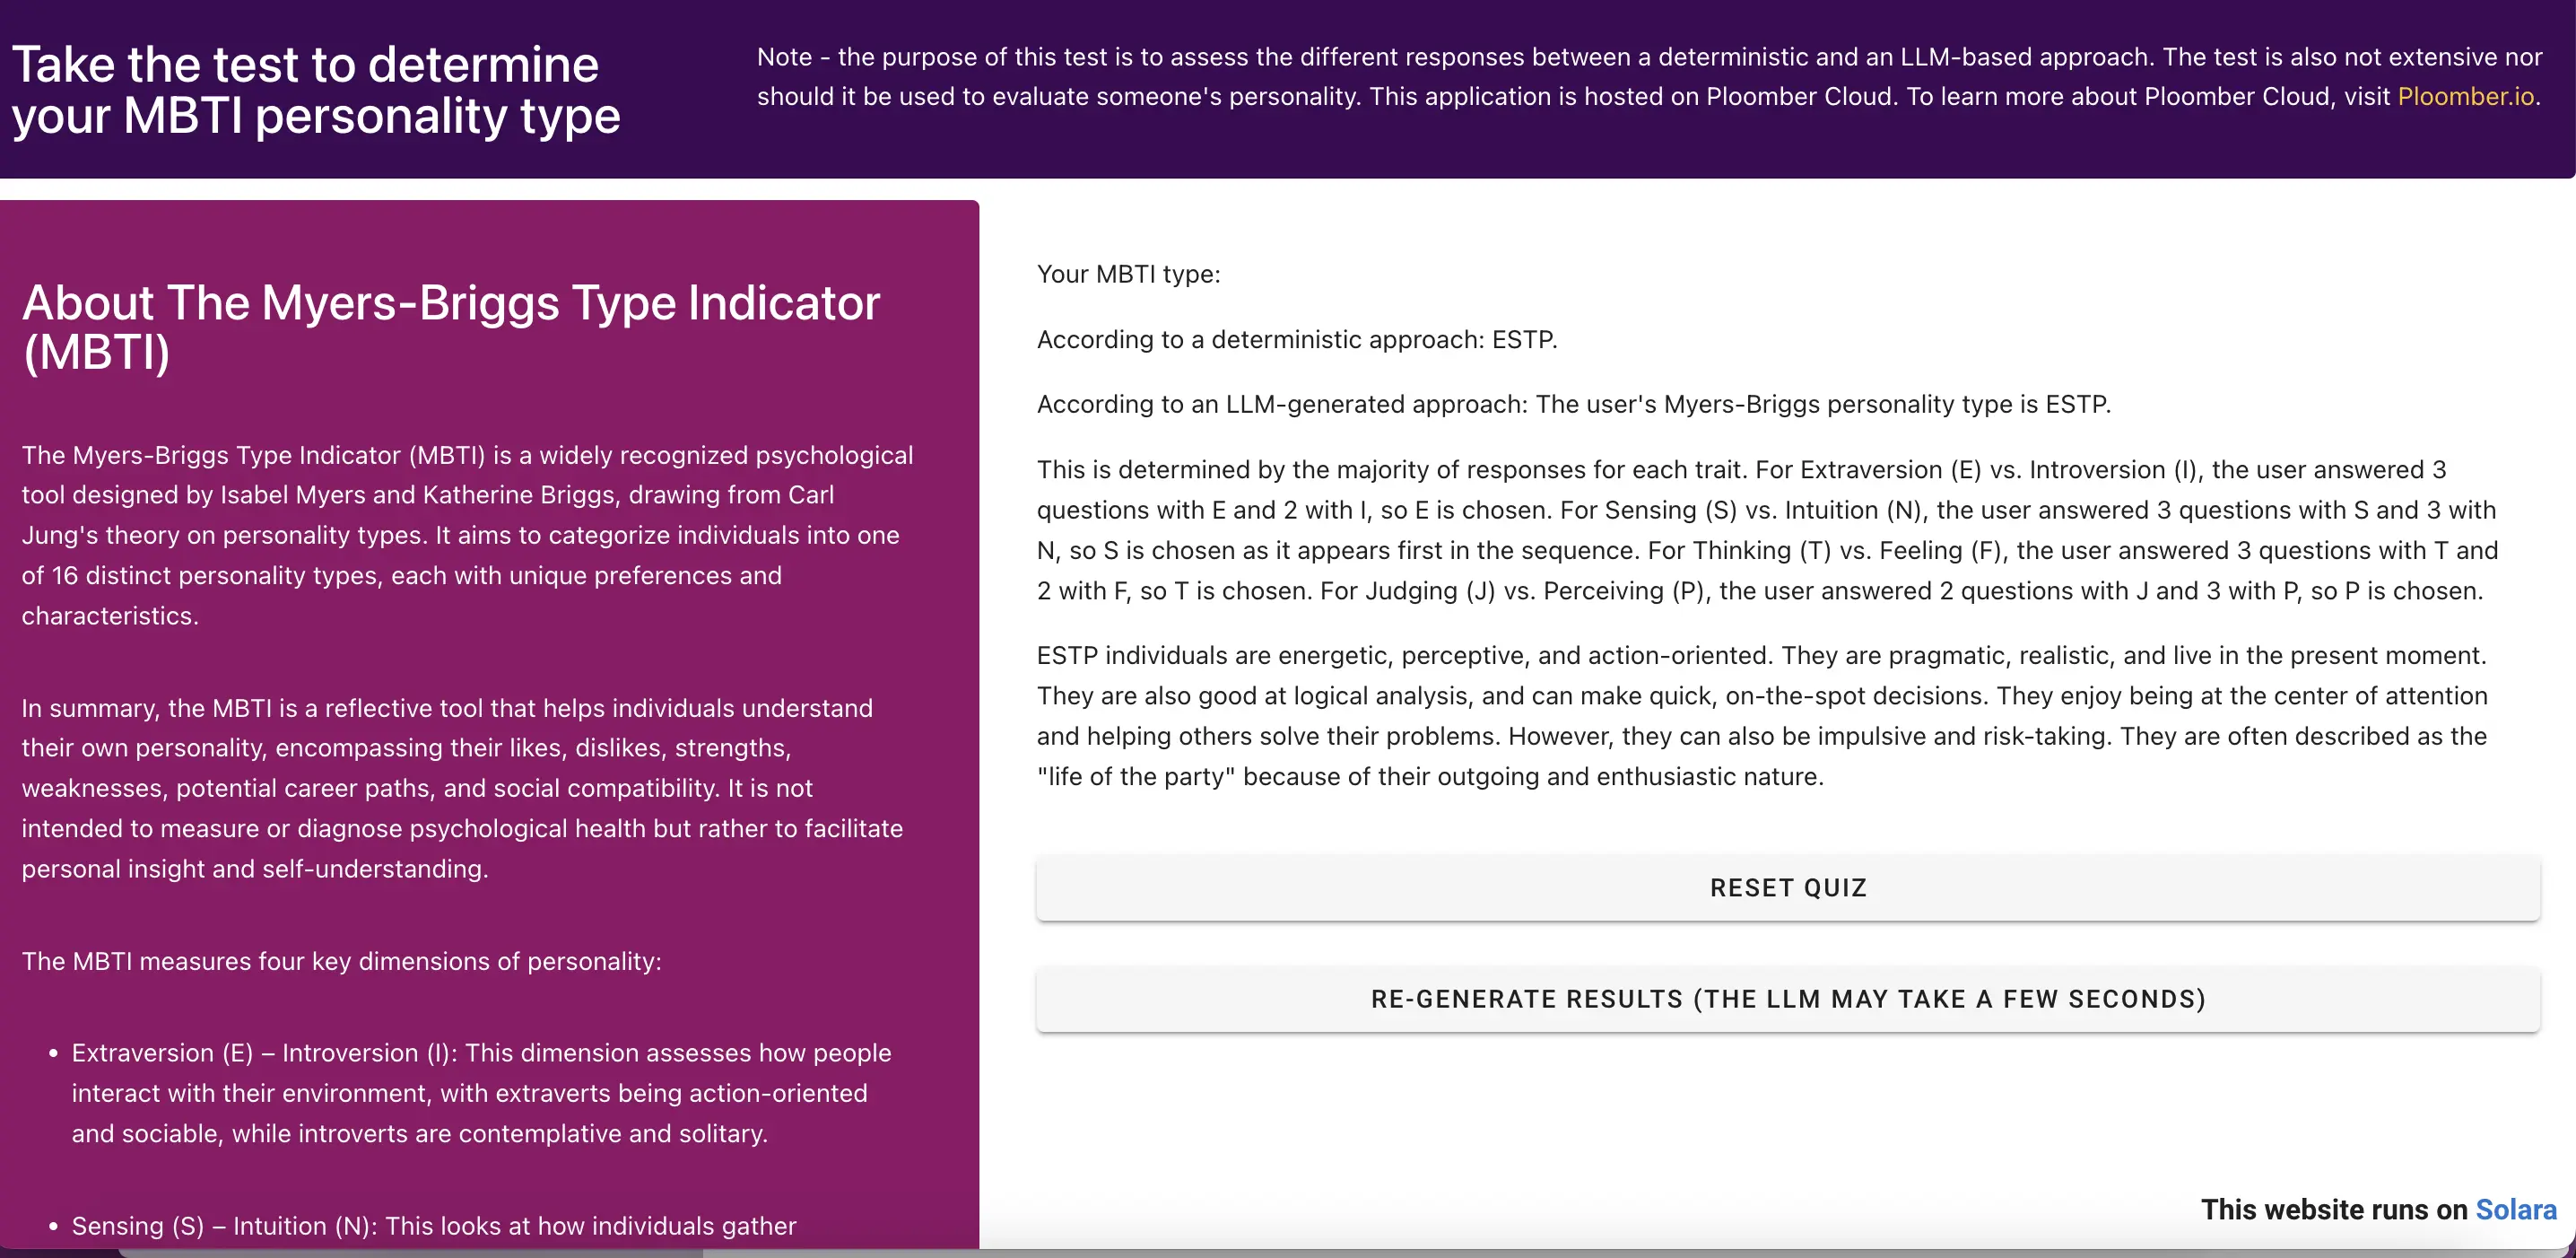 Take the test to determine
your MBTI personality type
Note - the purpose of this test is to assess the different responses between a deterministic and an LLM-based approach. The test is also not extensive nor
should it be used to evaluate someone's personality. This application is hosted on Ploomber Cloud. To learn more about Ploomber Cloud, visit Ploomber.io.
About The Myers-Briggs Type Indicator
(MBTI)
The Myers-Briggs Type Indicator (MBTI) is a widely recognized psychological
tool designed by Isabel Myers and Katherine Briggs, drawing from Carl
Jung's theory on personality types. It aims to categorize individuals into one
of 16 distinct personality types, each with unique preferences and
characteristics.
In summary, the MBTI is a reflective tool that helps individuals understand
their own personality, encompassing their likes, dislikes, strengths,
weaknesses, potential career paths, and social compatibility. It is not
intended to measure or diagnose psychological health but rather to facilitate
personal insight and self-understanding.
The MBTI measures four key dimensions of personality:
• Extraversion (E) – Introversion (I): This dimension assesses how people
interact with their environment, with extraverts being action-oriented
and sociable, while introverts are contemplative and solitary.
• Sensing (S) – Intuition (N): This looks at how individuals gather
Your MBTI type:
According to a deterministic approach: ESTP.
According to an LLM-generated approach: The user's Myers-Briggs personality type is ESTP.
This is determined by the majority of responses for each trait. For Extraversion (E) vs. Introversion (I), the user answered 3
questions with E and 2 with I, so E is chosen. For Sensing (S) vs. Intuition (N), the user answered 3 questions with S and 3 with
N, so S is chosen as it appears first in the sequence. For Thinking (T) vs. Feeling (F), the user answered 3 questions with T and
2 with F, so T is chosen. For Judging (J) vs. Perceiving (P), the user answered 2 questions with J and 3 with P, so P is chosen.
ESTP individuals are energetic, perceptive, and action-oriented. They are pragmatic, realistic, and live in the present moment.
They are also good at logical analysis, and can make quick, on-the-spot decisions. They enjoy being at the center of attention
and helping others solve their problems. However, they can also be impulsive and risk-taking. They are often described as the
"life of the party" because of their outgoing and enthusiastic nature.
RESET QUIZ
RE-GENERATE RESULTS (THE LLM MAY TAKE A FEW SECONDS)
This website runs on Solara